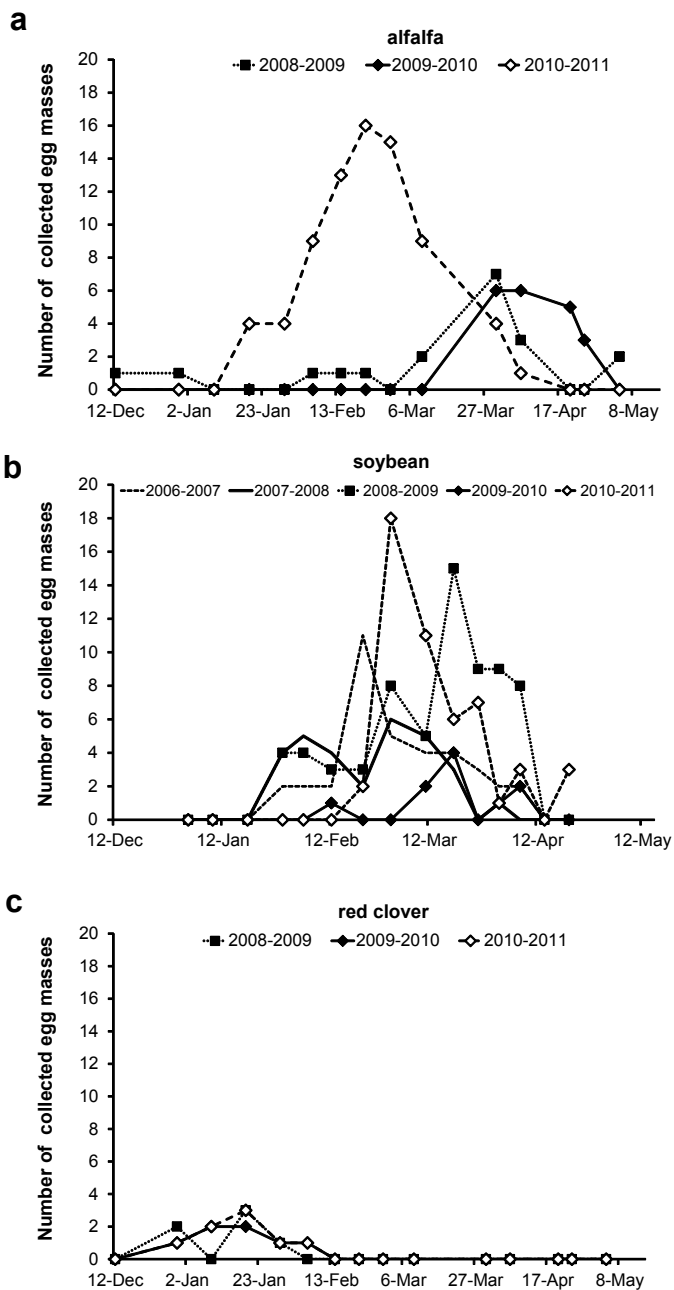 a
alfalfa
2008-2009 2009-2010 2010-2011
Number of collected egg masses
20
18
16
14
12
10
8
6
4
2
0
12-Dec 2-Jan 23-Jan 13-Feb 6-Mar 27-Mar 17-Apr 8-May
b
soybean
2006-2007 2007-2008 2008-2009 2009-2010 2010-2011
Number of collected egg masses
20
18
16
14
12
10
8
6
4
2
0
12-Dec 12-Jan 12-Feb 12-Mar 12-Apr 12-May
c
red clover
2008-2009 2009-2010 2010-2011
Number of collected egg masses
20
18
16
14
12
10
8
6
4
2
0
12-Dec 2-Jan 23-Jan 13-Feb 6-Mar 27-Mar 17-Apr 8-May